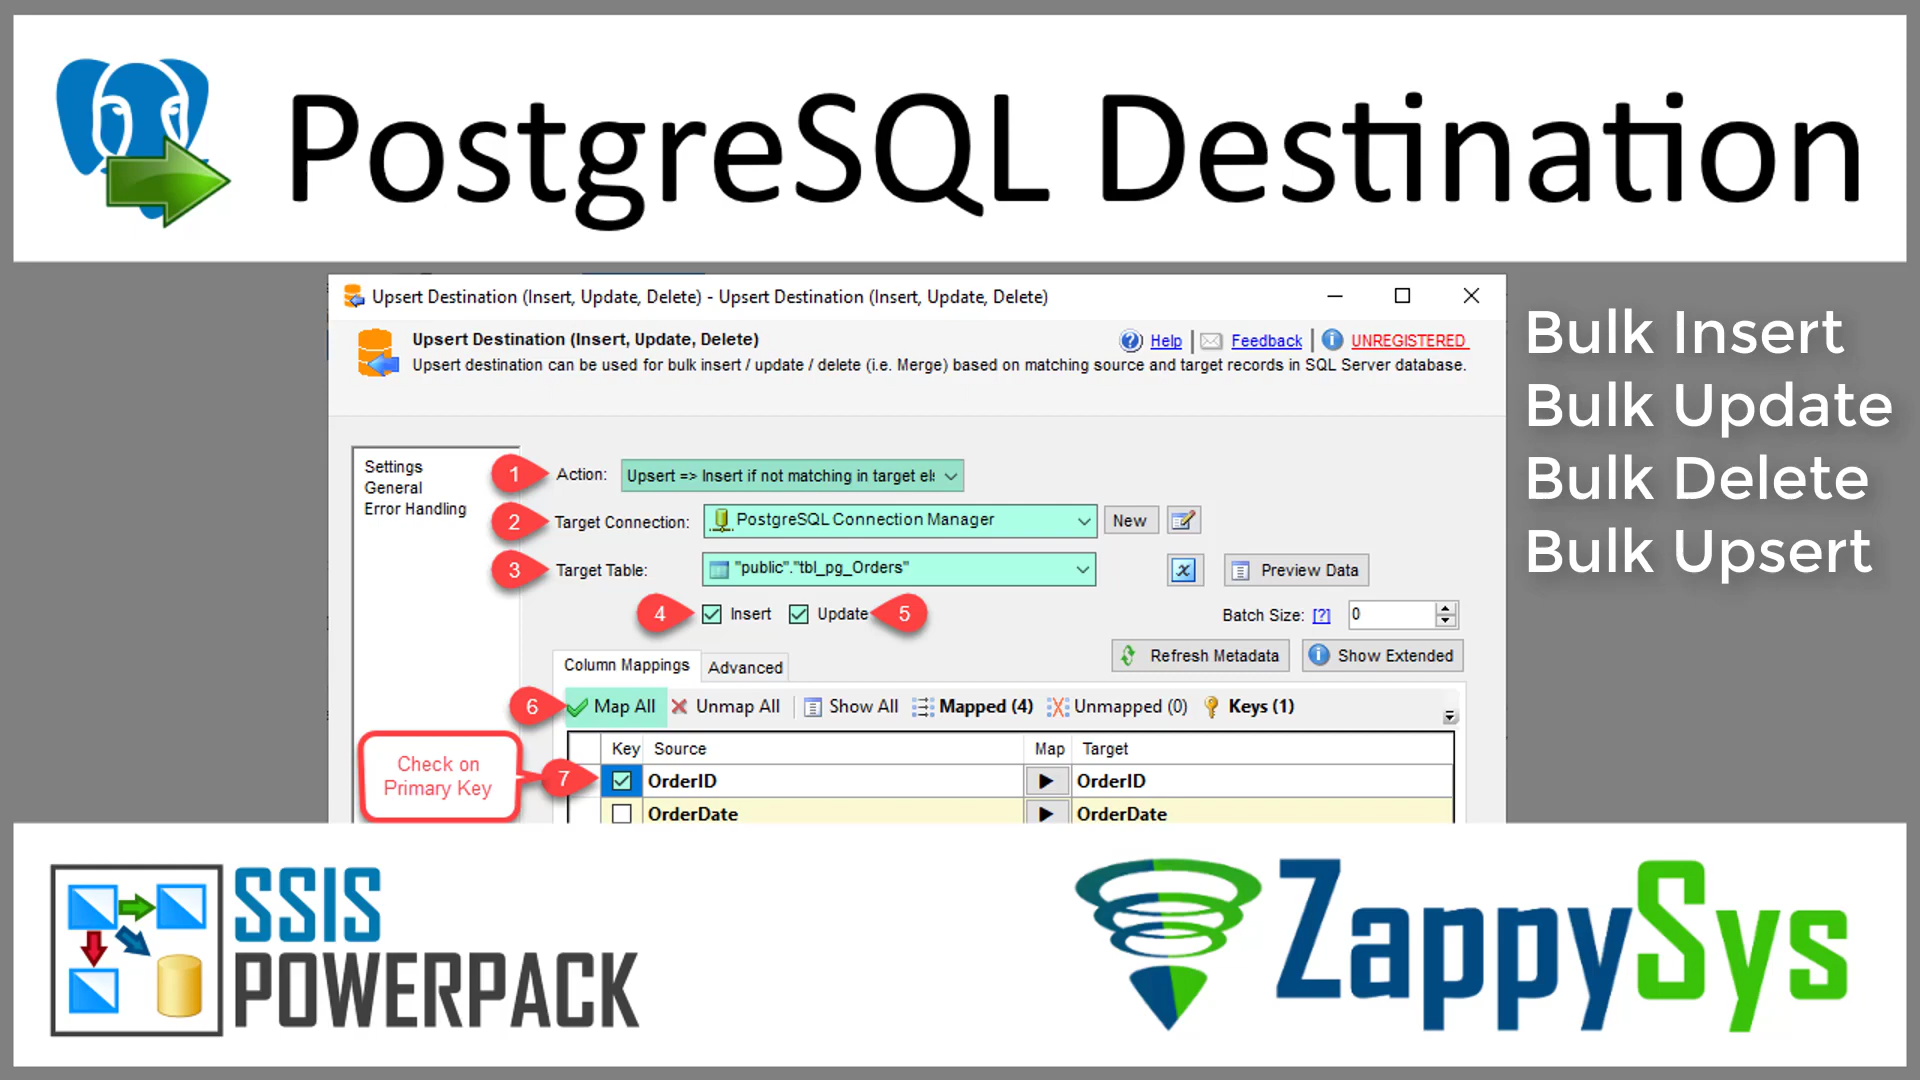 PostgreSQL Destination
Upsert Destination (Insert, Update, Delete) - Upsert Destination (Insert, Update, Delete)
Upsert Destination (Insert, Update, Delete)
Help | Feedback | UNREGISTERED
Upsert destination can be used for bulk insert / update / delete (i.e. Merge) based on matching source and target records in SQL Server database.
Bulk Insert
Bulk Update
Bulk Delete
Bulk Upsert
Settings
General
Error Handling
1 Action: Upsert => Insert if not matching in target els
2 Target Connection: PostgreSQL Connection Manager New
3 Target Table: "public"."tbl_pg_Orders" x Preview Data
4 Insert Update 5 Batch Size: [?] 0
Refresh Metadata Show Extended
Column Mappings Advanced
6 Map All Unmap All Show All Mapped (4) Unmapped (0) Keys (1)
Key Source Map Target
Check on
Primary Key
7 OrderID OrderID
OrderDate OrderDate
SSIS
POWERPACK
ZappySys